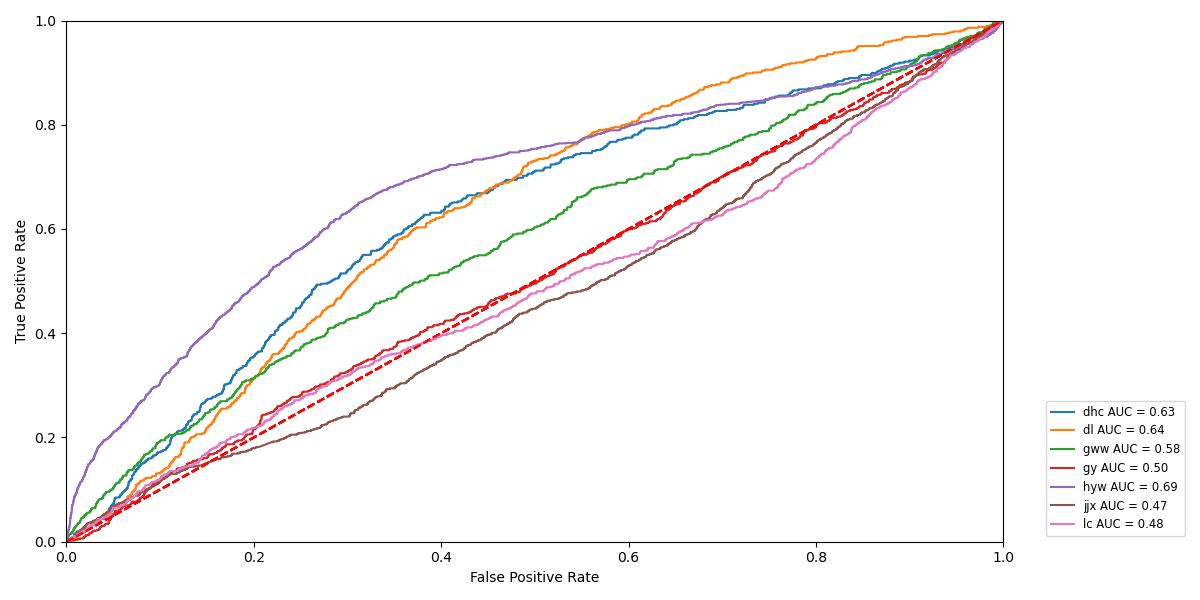 1.0
0.8
0.6
0.4
0.2
0.0
True Positive Rate
0.0 0.2 0.4 0.6 0.8 1.0
False Positive Rate
dhc AUC = 0.63
dl AUC = 0.64
gww AUC = 0.58
gy AUC = 0.50
hyw AUC = 0.69
jjx AUC = 0.47
lc AUC = 0.48